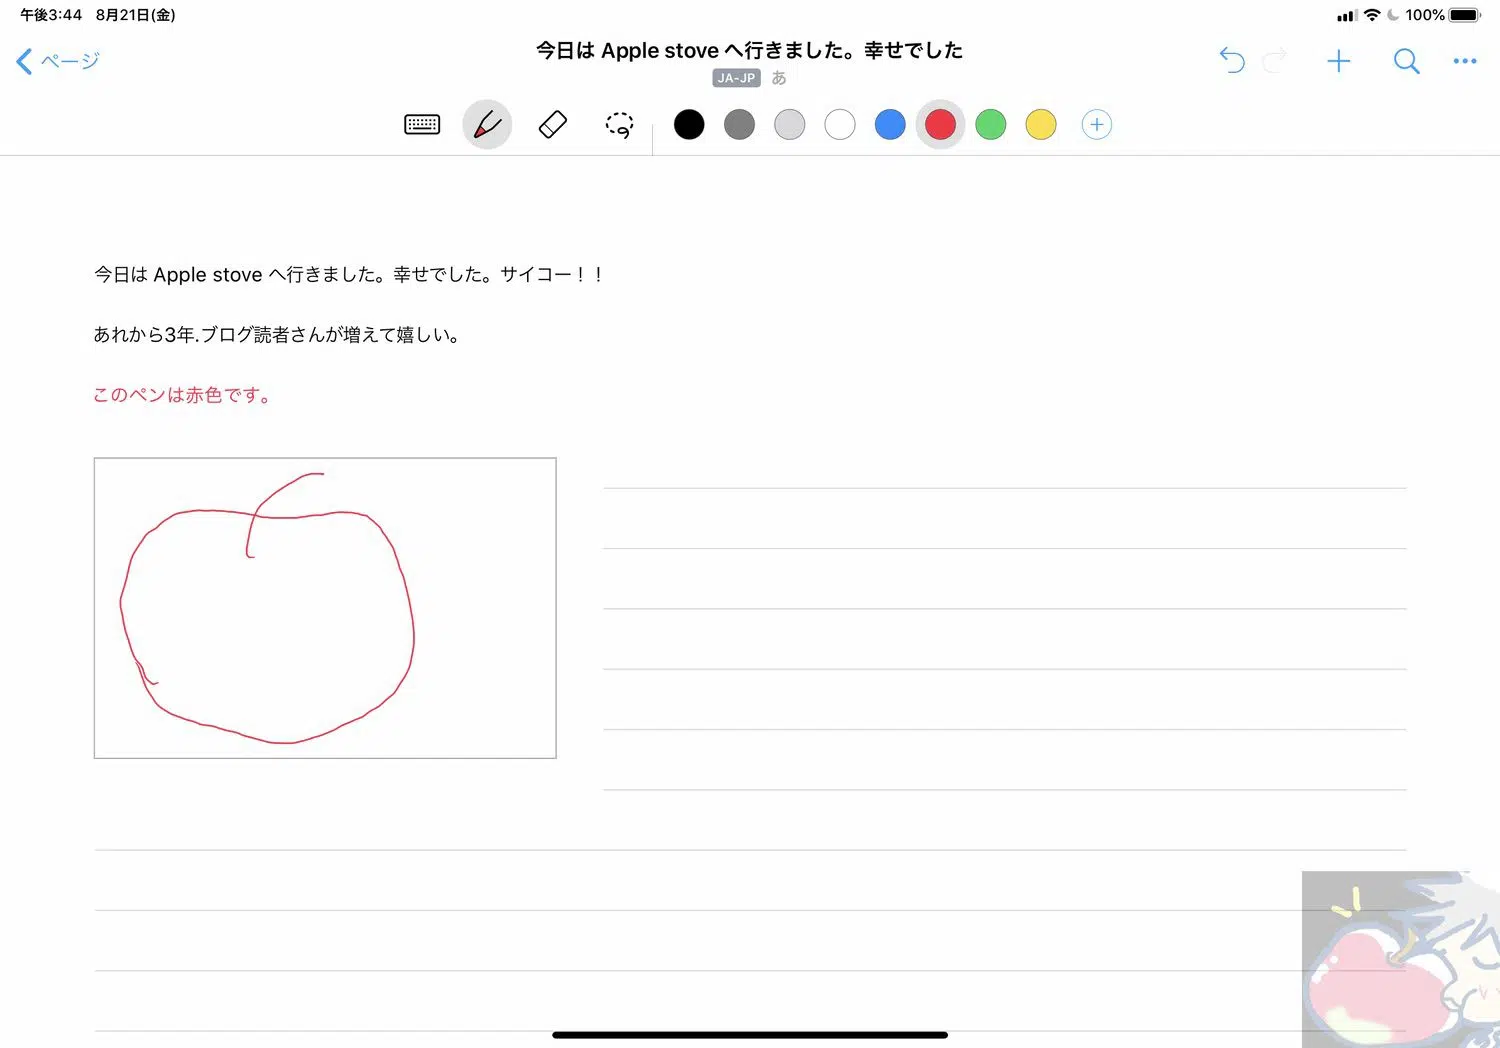 午後3:44 8月21日(金)
100%
ページ
今日は Apple stove へ行きました。幸せでした
JA-JP あ
今日は Apple stove へ行きました。幸せでした。サイコー！！
あれから3年.ブログ読者さんが増えて嬉しい。
このペンは赤色です。